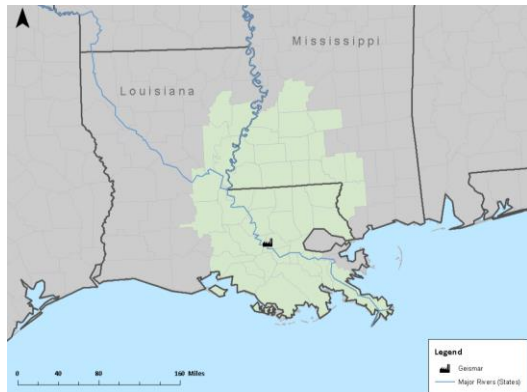 Mississippi
Louisiana
0 40 80 160 Miles
Legend
Geismar
Major Rivers (States)